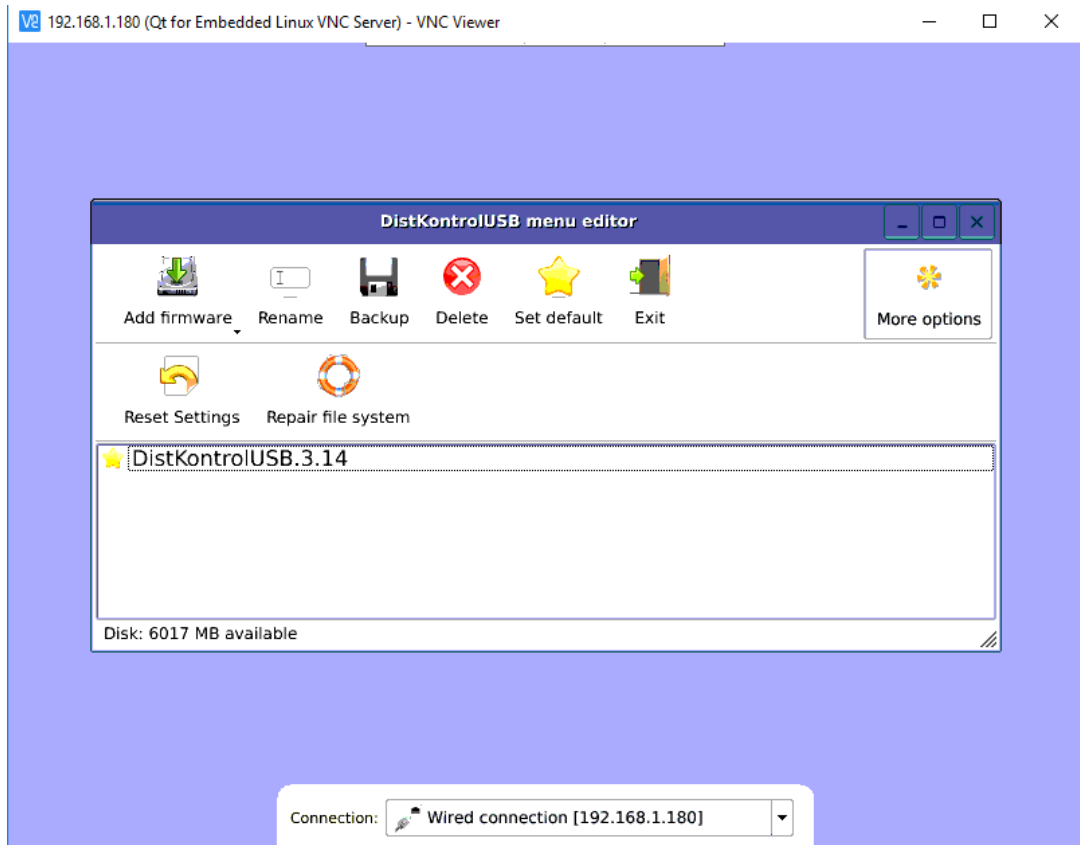 192.168.1.180 (Qt for Embedded Linux VNC Server) - VNC Viewer
DistKontrolUSB menu editor
Add firmware Rename Backup Delete Set default Exit More options
Reset Settings Repair file system
DistKontrolUSB.3.14
Disk: 6017 MB available
Connection: Wired connection [192.168.1.180]